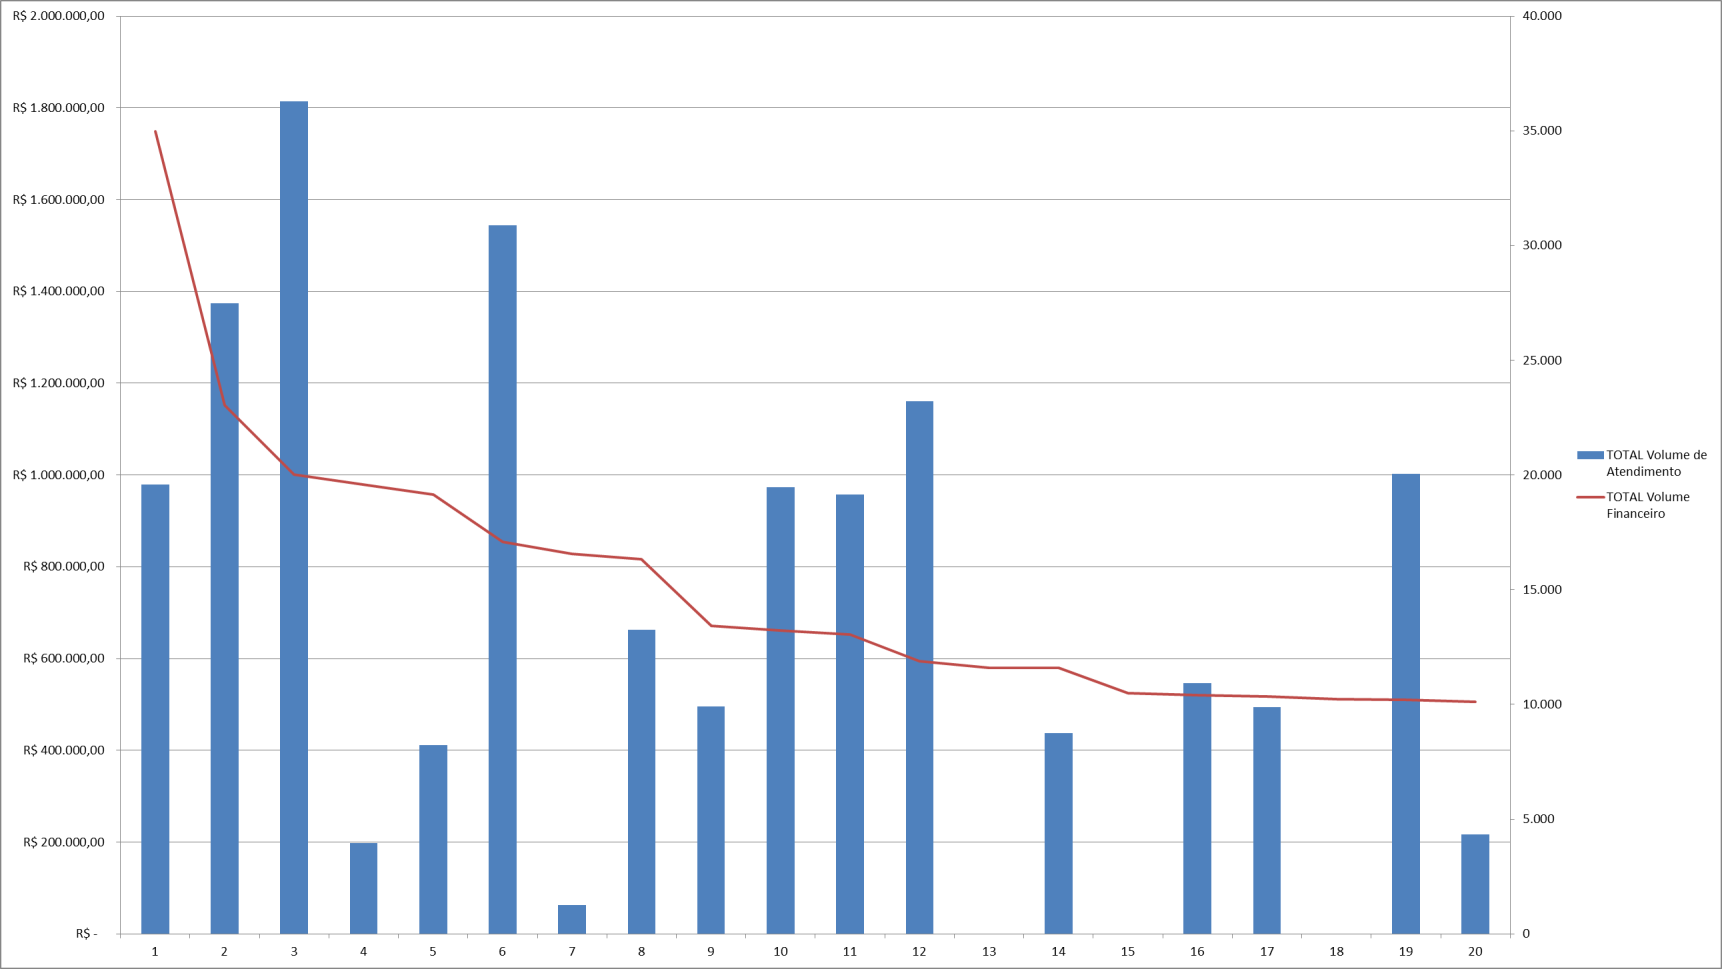 R$ 2.000.000,00
R$ 1.800.000,00
R$ 1.600.000,00
R$ 1.400.000,00
R$ 1.200.000,00
R$ 1.000.000,00
R$ 800.000,00
R$ 600.000,00
R$ 400.000,00
R$ 200.000,00
R$ -
1 2 3 4 5 6 7 8 9 10 11 12 13 14 15 16 17 18 19 20
40.000
35.000
30.000
25.000
20.000
15.000
10.000
5.000
0
TOTAL Volume de
Atendimento
TOTAL Volume
Financeiro